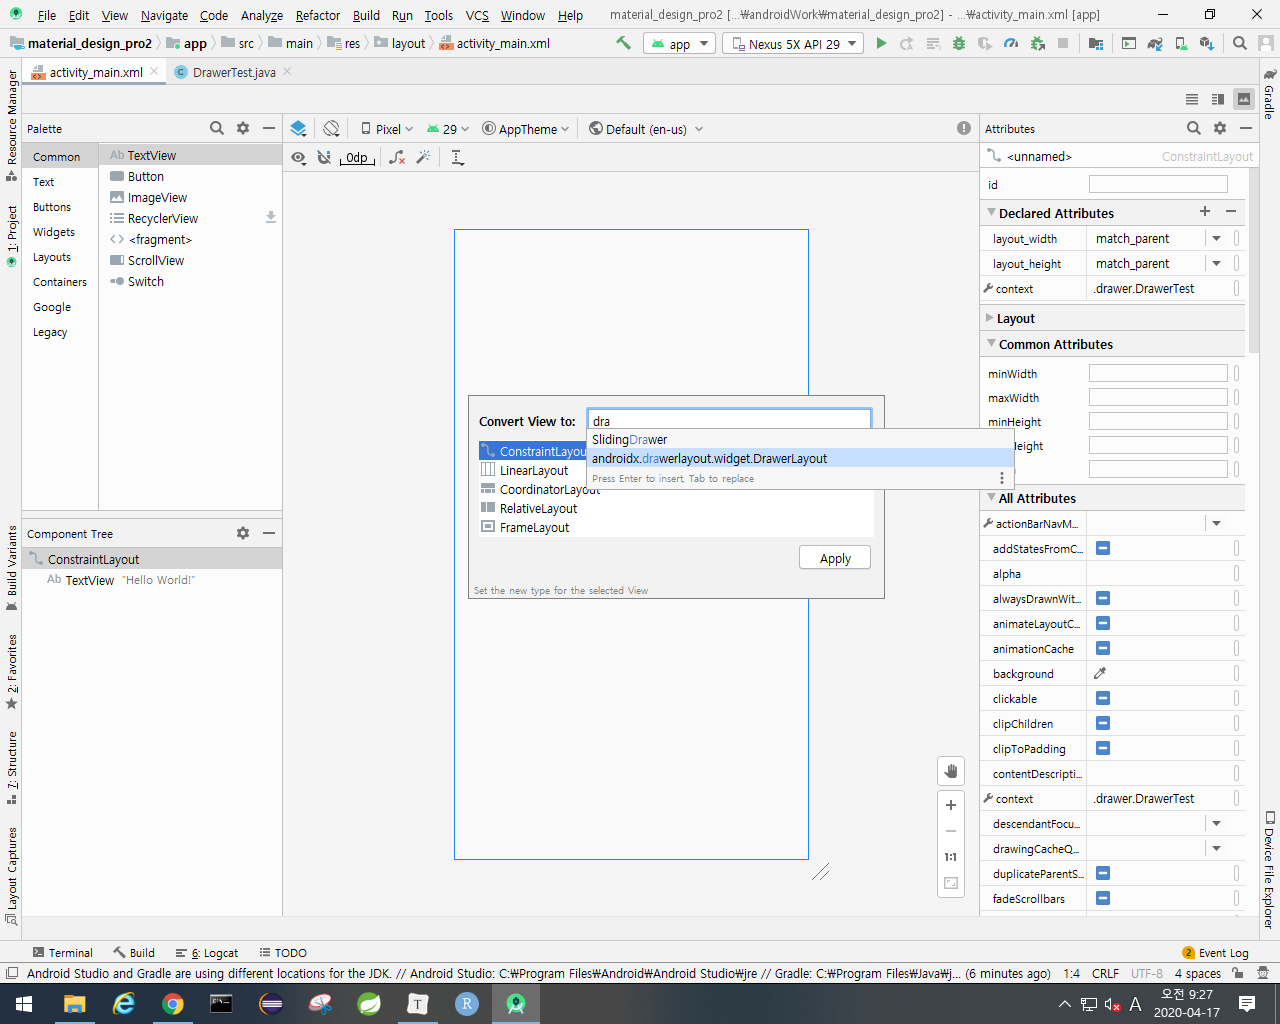 File Edit View Navigate Code Analyze Refactor Build Run Tools VCS Window Help material_design_pro2 [...₩androidWork₩material_design_pro2] - ...₩activity_main.xml [app]
material_design_pro2 app src main res layout activity_main.xml app Nexus 5X API 29
activity_main.xml DrawerTest.java
Resource Manager
1: Project
Build Variants
2: Favorites
7: Structure
Layout Captures
Palette
Common
Text
Buttons
Widgets
Layouts
Containers
Google
Legacy
Ab TextView
Button
ImageView
RecyclerView
<fragment>
ScrollView
Switch
Component Tree
ConstraintLayout
Ab TextView "Hello World!"
Pixel 29 AppTheme Default (en-us)
0dp
Convert View to: dra
SlidingDrawer
androidx.drawerlayout.widget.DrawerLayout
Press Enter to insert, Tab to replace
ConstraintLayou
LinearLayout
CoordinatorLayout
RelativeLayout
FrameLayout
Apply
Set the new type for the selected View
1:1
Attributes
<unnamed> ConstraintLayout
id
Declared Attributes
layout_width match_parent
layout_height match_parent
context .drawer.DrawerTest
Layout
Common Attributes
minWidth
maxWidth
minHeight
Height
All Attributes
actionBarNavM...
addStatesFromC...
alpha
alwaysDrawnWit...
animateLayoutC...
animationCache
background
clickable
clipChildren
clipToPadding
contentDescripti...
context .drawer.DrawerTest
descendantFocu...
drawingCacheQ...
duplicateParentS...
fadeScrollbars
Gradle
Device File Explorer
Terminal Build 6: Logcat TODO 2 Event Log
Android Studio and Gradle are using different locations for the JDK. // Android Studio: C:₩Program Files₩Android₩Android Studio₩jre // Gradle: C:₩Program Files₩Java₩j... (6 minutes ago) 1:4 CRLF UTF-8 4 spaces
T R A 오전 9:27
2020-04-17